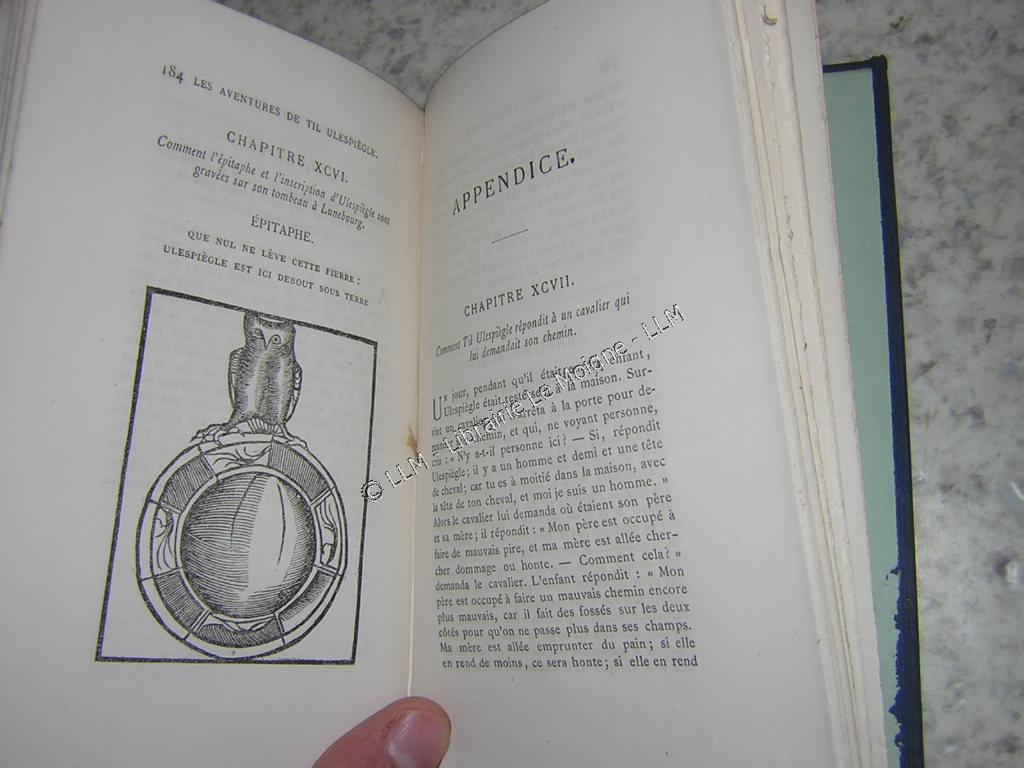 184 LES AVENTURES DE TIL ULESPIÈGLE.
CHAPITRE XCVI.
Comment l'épitaphe et l'inscription d'Ulespiègle sont
gravées sur son tombeau à Lunebourg.
ÉPITAPHE.
QUE NUL NE LÈVE CETTE PIERRE :
ULESPIÈGLE EST ICI DEBOUT SOUS TERRE
APPENDICE.
CHAPITRE XCVII.
Comment Til Ulespiègle répondit à un cavalier qui
lui demandait son chemin.
UN jour, pendant qu'il était enfant,
Ulespiègle était resté seul à la maison. Sur-
vint un cavalier qui s'arrêta à la porte pour de-
mander chemin, et qui, ne voyant personne,
cria : « N'y a-t-il personne ici? — Si, répondit
Ulespiègle; il y a un homme et demi et une tête
de cheval; car tu es à moitié dans la maison, avec
la tête de ton cheval, et moi je suis un homme. »
Alors le cavalier lui demanda où étaient son père
et sa mère; il répondit : « Mon père est occupé à
faire de mauvais pire, et ma mère est allée cher-
cher dommage ou honte. — Comment cela? »
demanda le cavalier. L'enfant répondit : « Mon
père est occupé à faire un mauvais chemin encore
plus mauvais, car il fait des fossés sur les deux
côtés pour qu'on ne passe plus dans ses champs.
Ma mère est allée emprunter du pain; si elle
en rend de moins, ce sera honte; si elle en rend
© LLM - Librairie Le Moigne - LLM